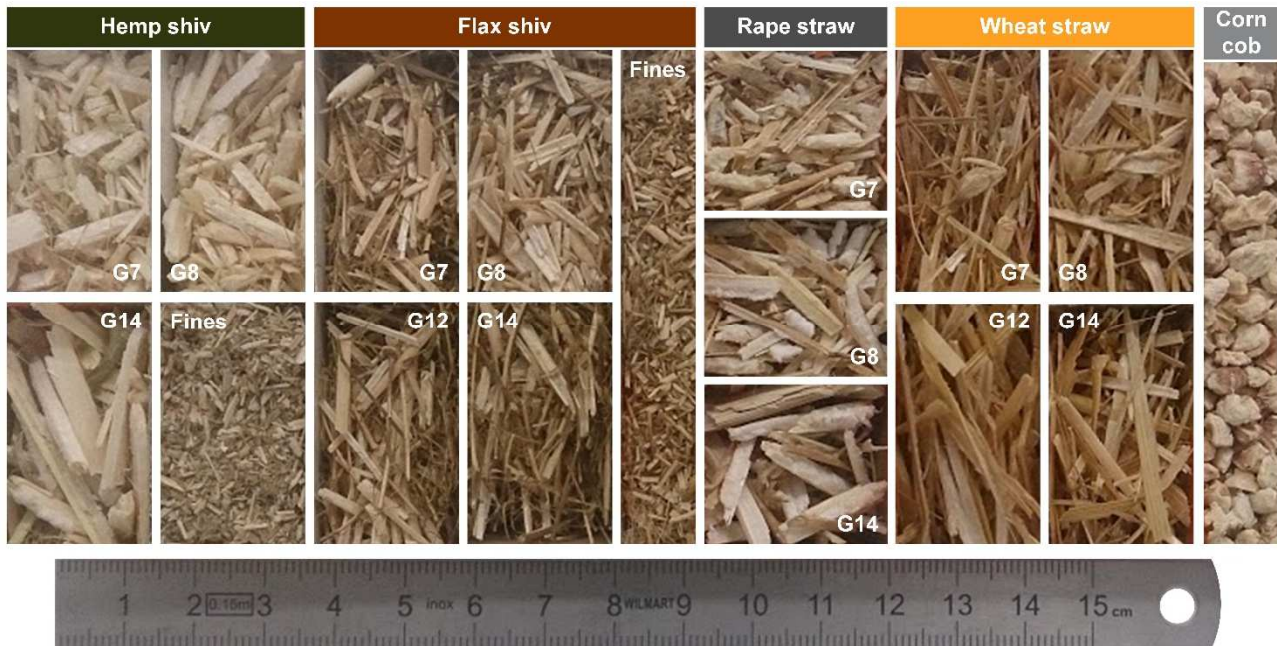 Hemp shiv
Flax shiv
Rape straw
Wheat straw
Corn
cob
G7
G8
G7
G8
Fines
G7
G7
G8
G8
G14
Fines
G12
G14
G14
G12
G14
1 2 0.15m 3 4 5 inox 6 7 8 WILMART 9 10 11 12 13 14 15 cm